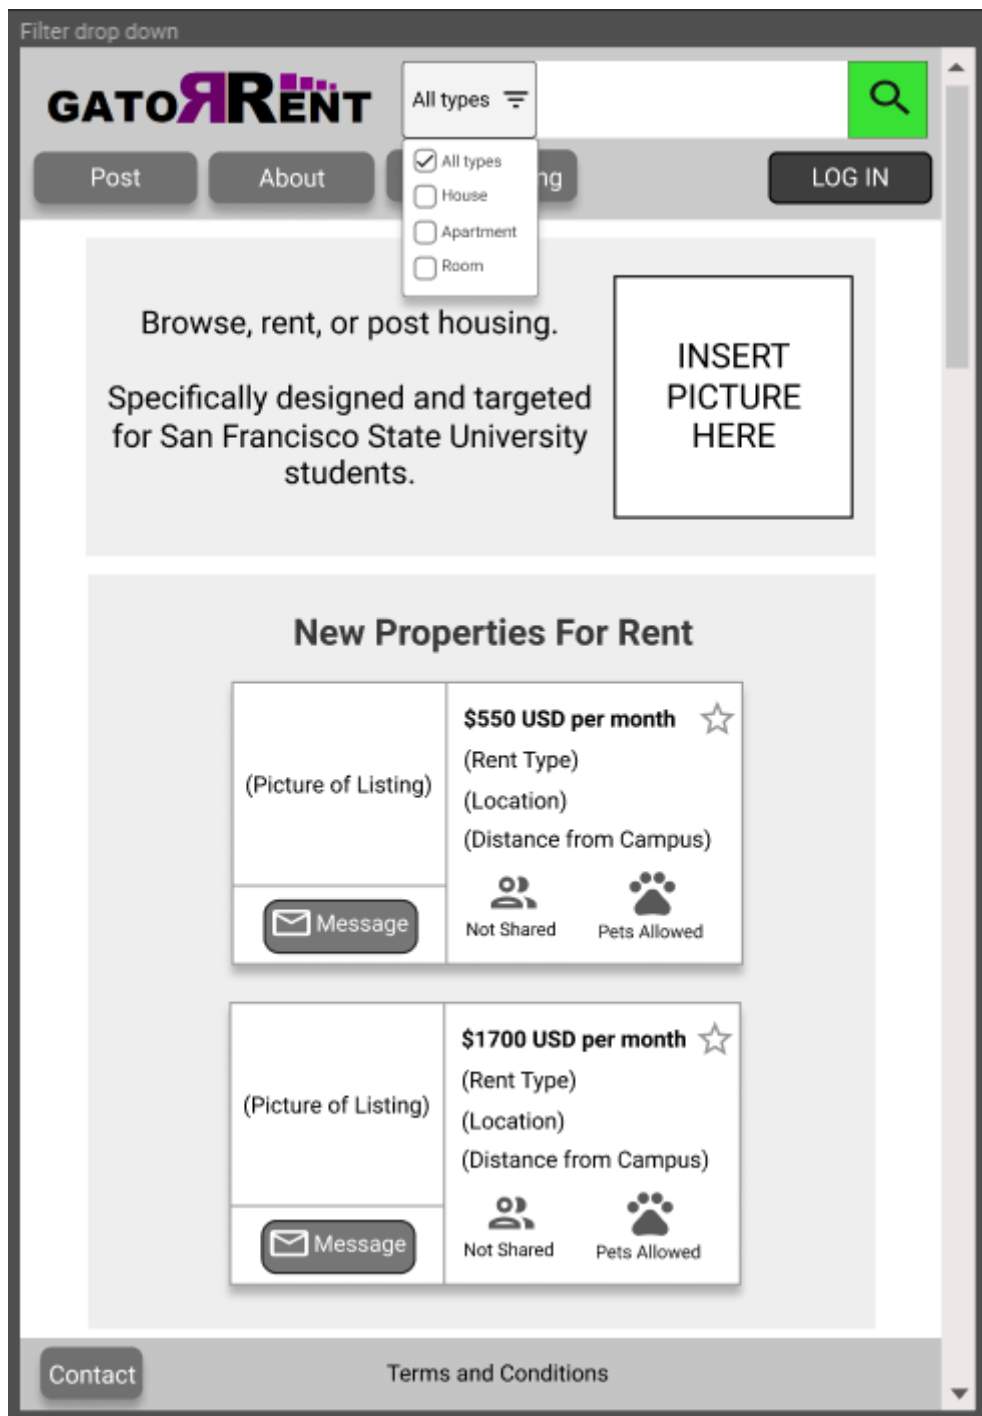 Filter drop down
GATORRENT
All types
All types
House
Apartment
Room
Post
About
ng
LOG IN
Browse, rent, or post housing.
Specifically designed and targeted
for San Francisco State University
students.
INSERT
PICTURE
HERE
New Properties For Rent
(Picture of Listing)
Message
$550 USD per month
(Rent Type)
(Location)
(Distance from Campus)
Not Shared
Pets Allowed
(Picture of Listing)
Message
$1700 USD per month
(Rent Type)
(Location)
(Distance from Campus)
Not Shared
Pets Allowed
Contact
Terms and Conditions